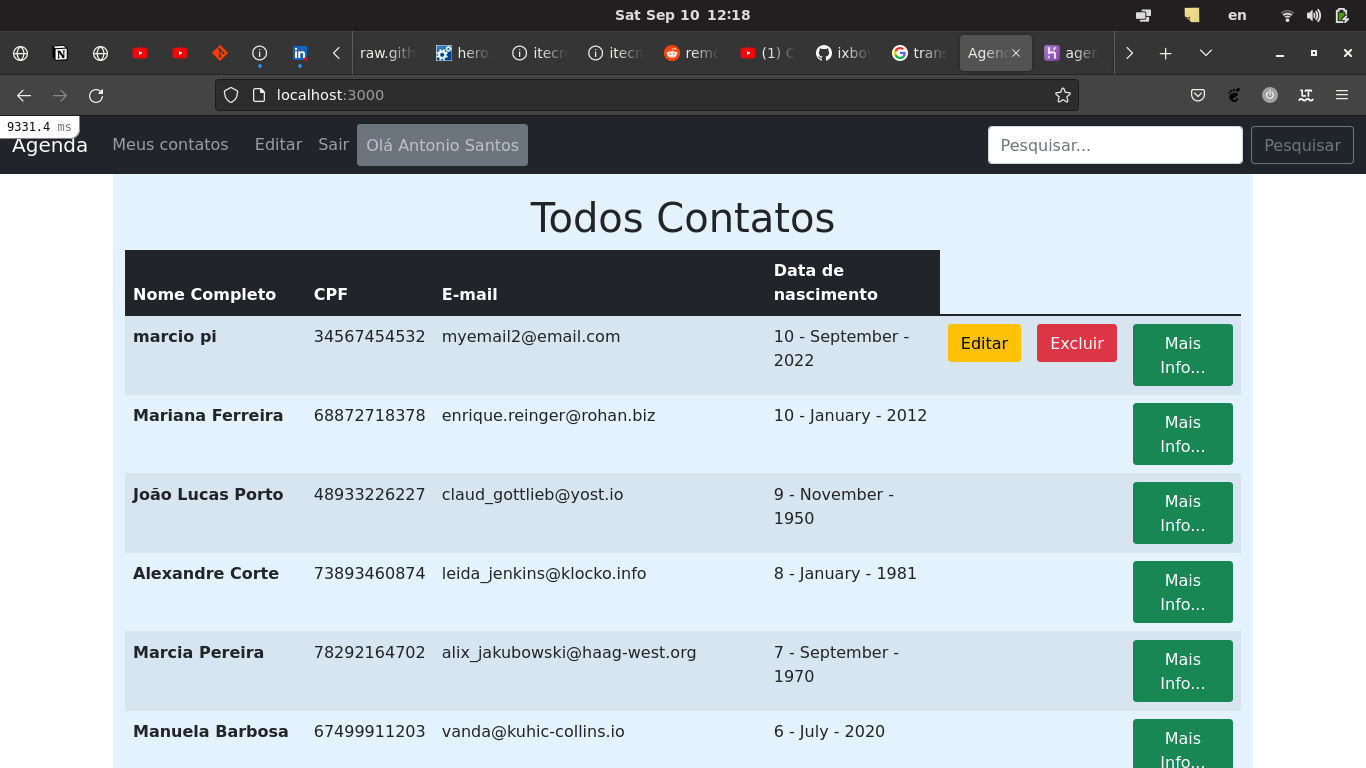 Sat Sep 10 12:18
en
raw.gith
hero
itecn
itecn
remo
(1) C
ixbo
trans
Agen
agen
localhost:3000
9331.4 ms
Agenda
Meus contatos
Editar
Sair
Olá Antonio Santos
Pesquisar...
Pesquisar
Todos Contatos
Nome Completo
CPF
E-mail
Data de
nascimento
marcio pi
34567454532
myemail2@email.com
10 - September -
2022
Editar
Excluir
Mais
Info...
Mariana Ferreira
68872718378
enrique.reinger@rohan.biz
10 - January - 2012
Mais
Info...
João Lucas Porto
48933226227
claud_gottlieb@yost.io
9 - November -
1950
Mais
Info...
Alexandre Corte
73893460874
leida_jenkins@klocko.info
8 - January - 1981
Mais
Info...
Marcia Pereira
78292164702
alix_jakubowski@haag-west.org
7 - September -
1970
Mais
Info...
Manuela Barbosa
67499911203
vanda@kuhic-collins.io
6 - July - 2020
Mais
Info...